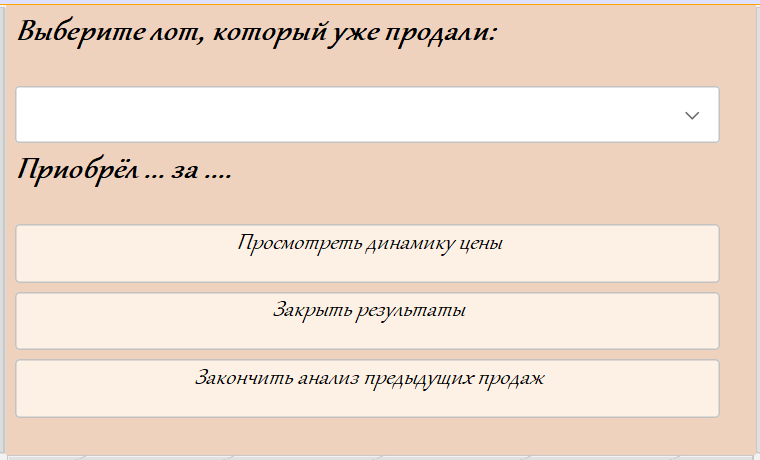 Выберите лот, который уже продали:
Приобрёл ... за ....
Просмотреть динамику цены
Закрыть результаты
Закончить анализ предыдущих продаж